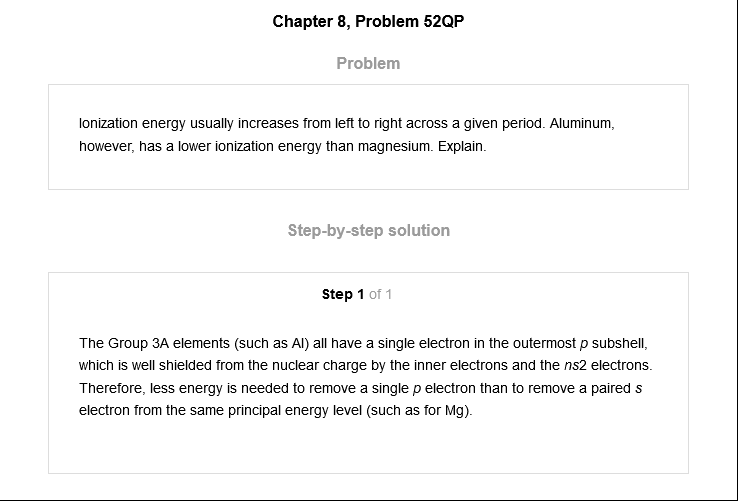 Chapter 8, Problem 52QP
Problem
Ionization energy usually increases from left to right across a given period. Aluminum,
however, has a lower ionization energy than magnesium. Explain.
Step-by-step solution
Step 1 of 1
The Group 3A elements (such as Al) all have a single electron in the outermost p subshell,
which is well shielded from the nuclear charge by the inner electrons and the ns2 electrons.
Therefore, less energy is needed to remove a single p electron than to remove a paired s
electron from the same principal energy level (such as for Mg).